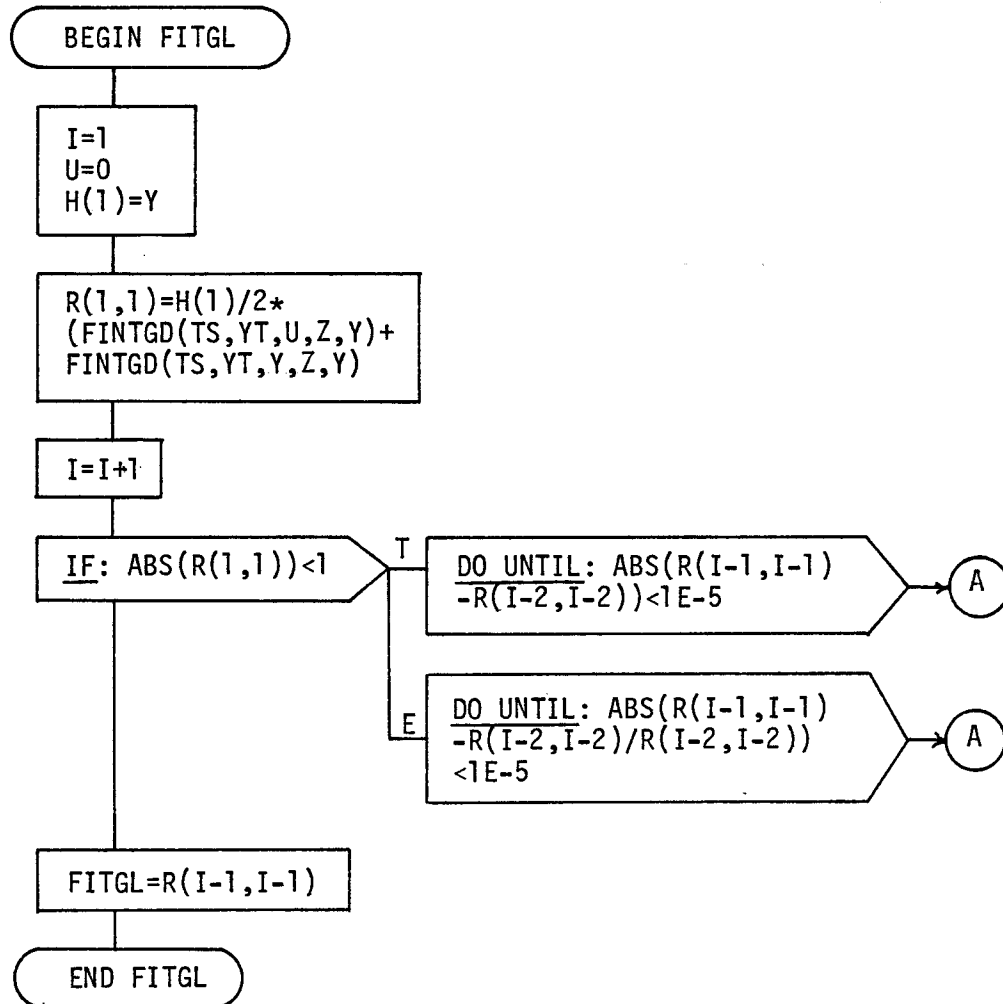 BEGIN FITGL
I=1
U=0
H(1)=Y
R(1,1)=H(1)/2*
(FINTGD(TS,YT,U,Z,Y)+
FINTGD(TS,YT,Y,Z,Y)
I=I+1
IF: ABS(R(1,1))<1
T
DO UNTIL: ABS(R(I-1,I-1)
-R(I-2,I-2))<1E-5
A
E
DO UNTIL: ABS(R(I-1,I-1)
-R(I-2,I-2)/R(I-2,I-2))
<1E-5
A
FITGL=R(I-1,I-1)
END FITGL